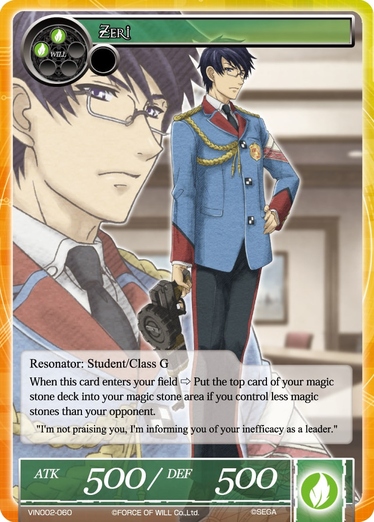 Zeri
WILL
Resonator: Student/Class G
When this card enters your field ⇨ Put the top card of your magic
stone deck into your magic stone area if you control less magic
stones than your opponent.
"I'm not praising you, I'm informing you of your inefficacy as a leader."
ATK 500 / DEF 500
VIN002-060 ©FORCE OF WILL Co.,Ltd. ©SEGA